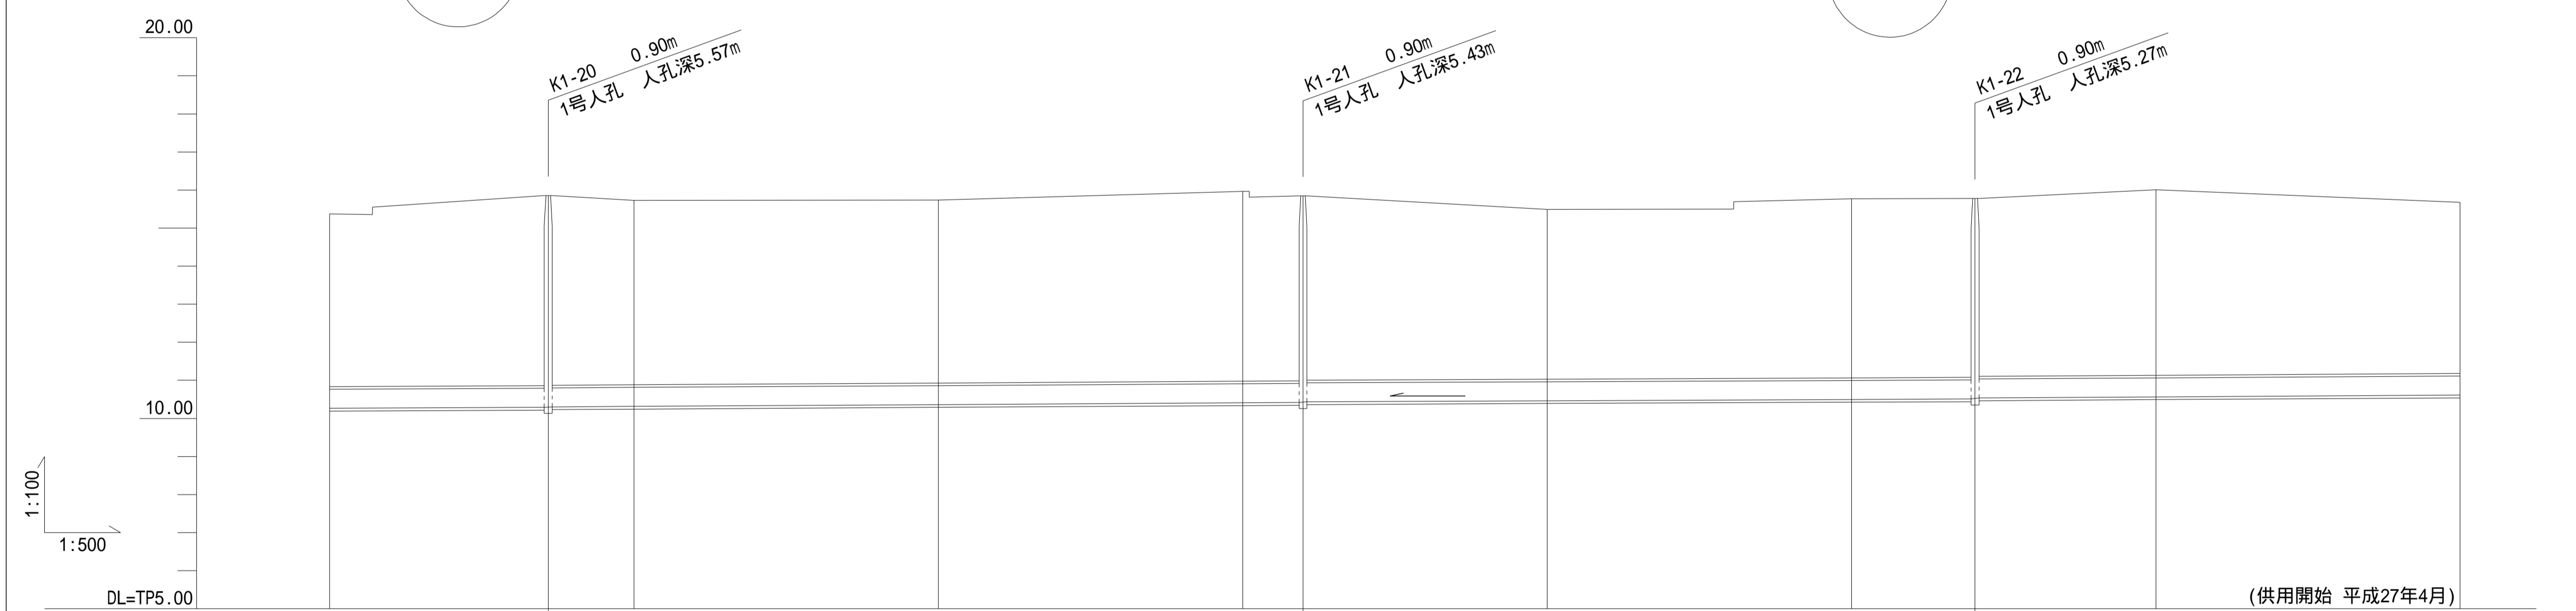 20.00
K1-20 0.90m
1号人孔 人孔深5.57m
K1-21 0.90m
1号人孔 人孔深5.43m
K1-22 0.90m
1号人孔 人孔深5.27m
10.00
1:100
1:500
DL=TP5.00
(供用開始 平成27年4月)